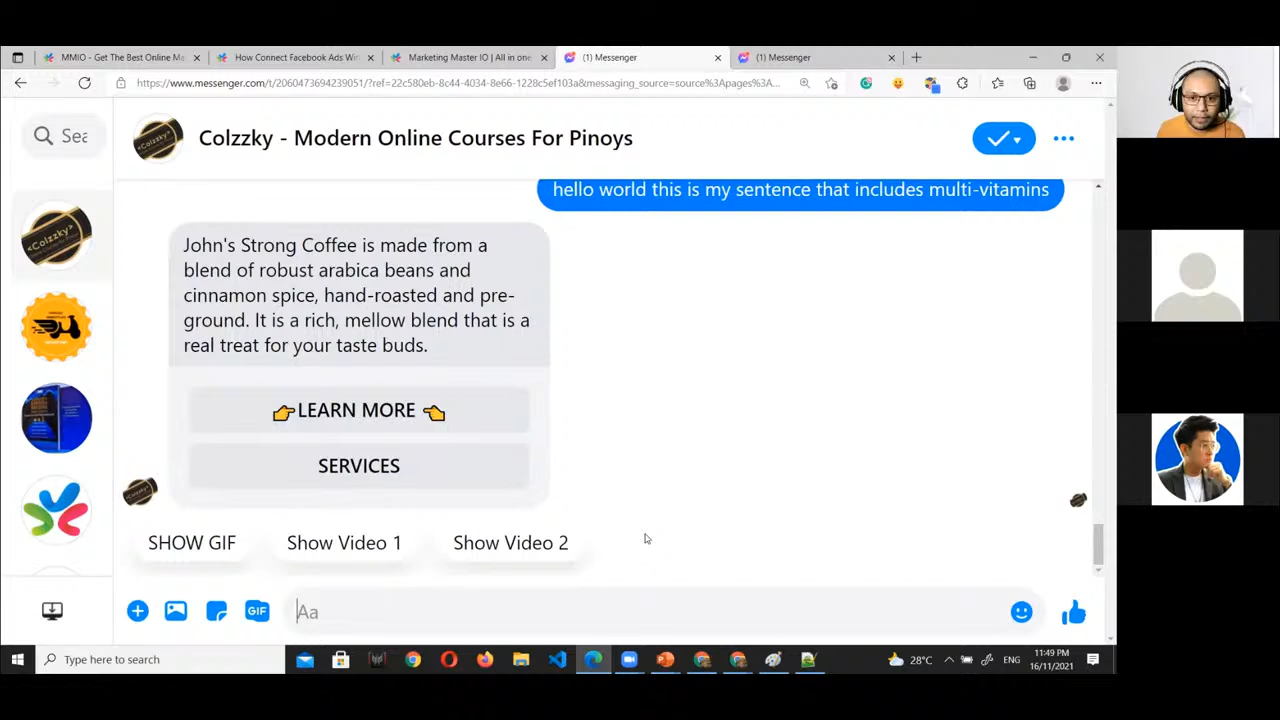 MMIO - Get The Best Online Ma
How Connect Facebook Ads Wit
Marketing Master IO | All in one
(1) Messenger
(1) Messenger
https://www.messenger.com/t/2060473694239051/?ref=22c580eb-8c44-4034-8e66-1228c5ef103a&messaging_source=source%3Apages%3A...
Sea
Colzzky - Modern Online Courses For Pinoys
hello world this is my sentence that includes multi-vitamins
<Colzzky>
John's Strong Coffee is made from a
blend of robust arabica beans and
cinnamon spice, hand-roasted and pre-
ground. It is a rich, mellow blend that is a
real treat for your taste buds.
👉LEARN MORE 👈
SERVICES
SHOW GIF
Show Video 1
Show Video 2
GIF
Aa
Type here to search
28°C
ENG
11:49 PM
16/11/2021